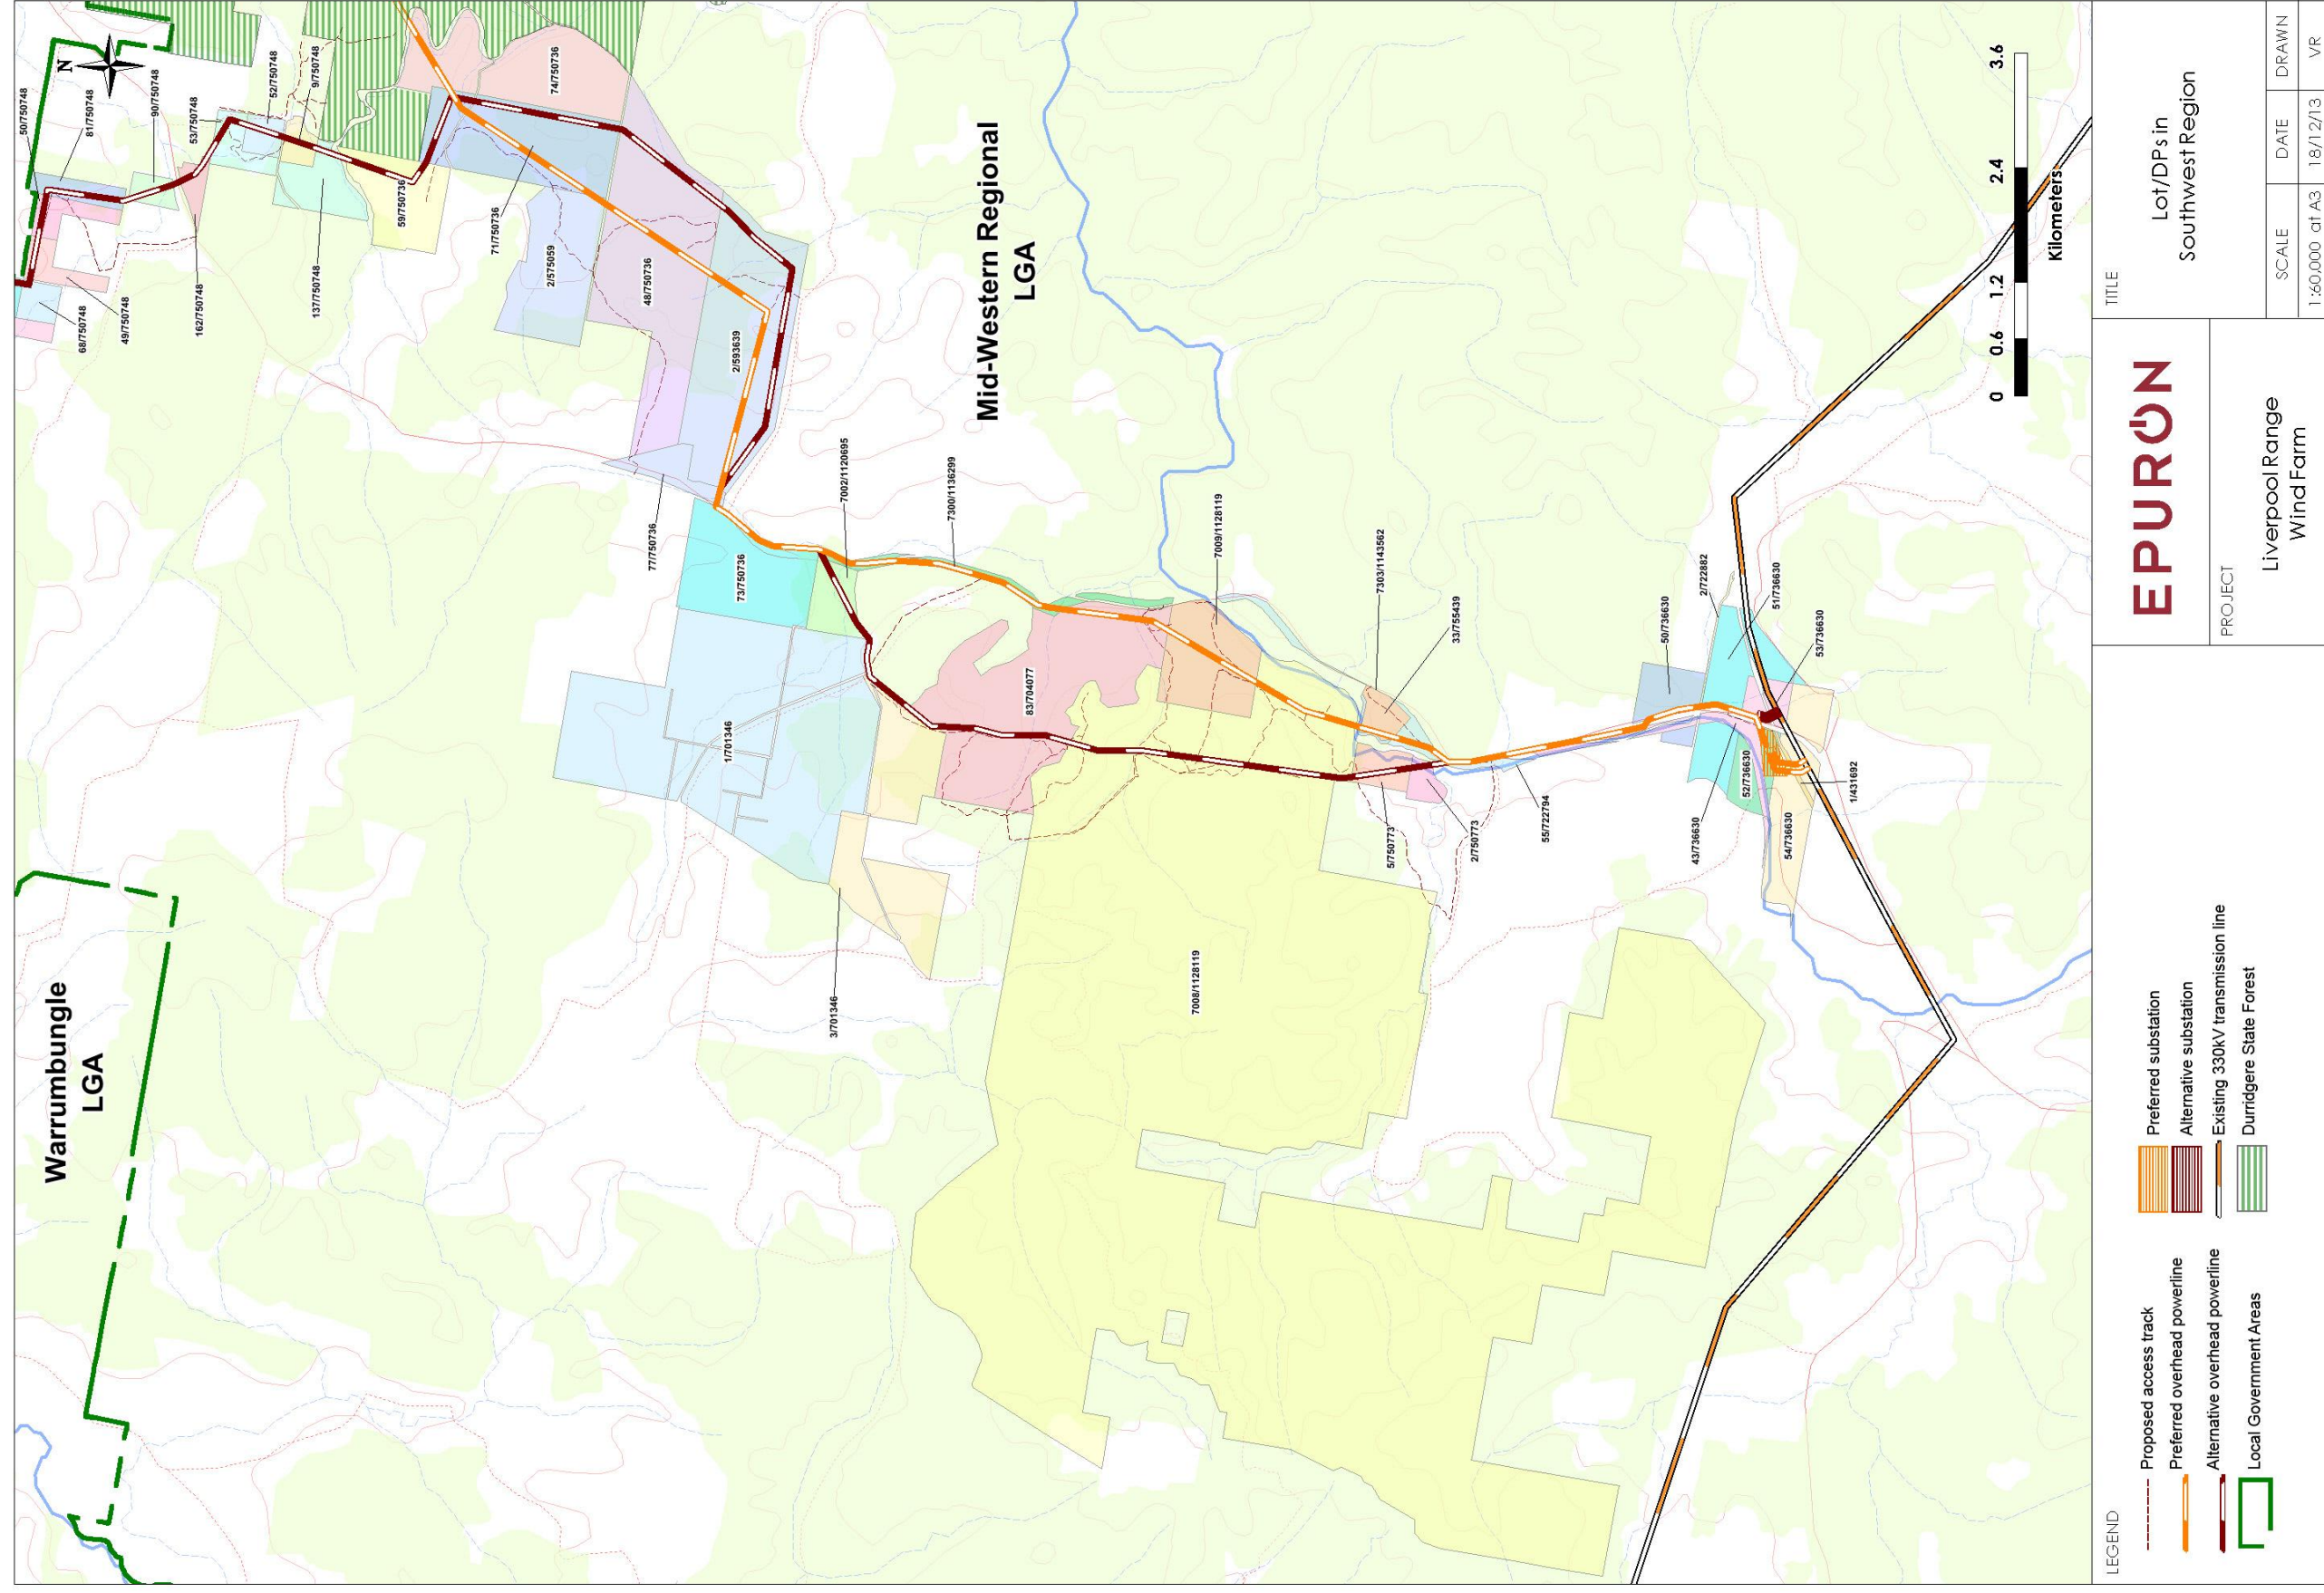 Warrumbungle
LGA
Mid-Western Regional
LGA
N
50/750748
81/750748
90/750748
53/750748
52/750748
9/750748
68/750748
49/750748
162/750748
137/750748
59/750736
74/750736
71/750736
2/575059
48/750736
2/593639
77/750736
73/750736
7002/1120695
7300/1136299
1/701346
3/701346
83/704077
7009/1128119
7008/1128119
7303/1143562
33/755439
5/750773
2/750773
55/722794
50/736630
2/722882
51/736630
53/736630
43/736630
52/736630
54/736630
1/431692
0 0.6 1.2 2.4 3.6
Kilometers
LEGEND
Proposed access track
Preferred overhead powerline
Alternative overhead powerline
Local Government Areas
Preferred substation
Alternative substation
Existing 330kV transmission line
Durridgere State Forest
EPURON
PROJECT
Liverpool Range
Wind Farm
TITLE
Lot/DPs in
Southwest Region
SCALE DATE DRAWN
1:60,000 at A3 18/12/13 VR